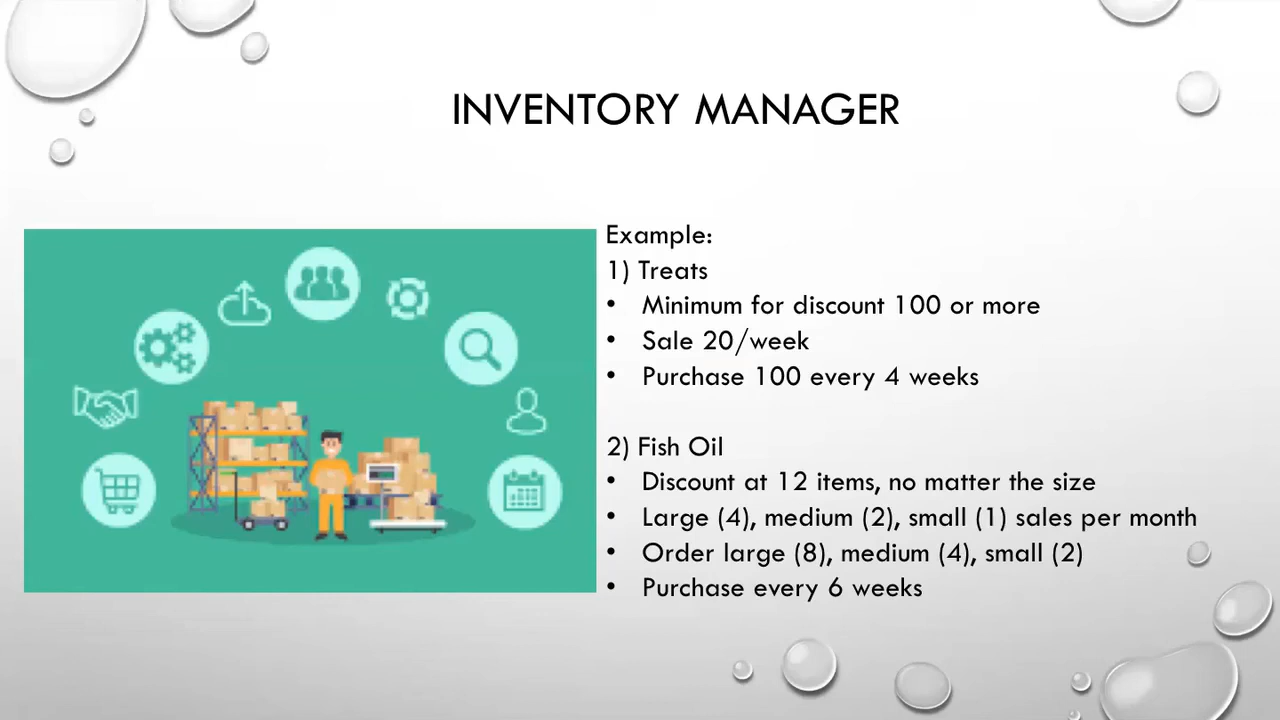 INVENTORY MANAGER
Example:
1) Treats
• Minimum for discount 100 or more
• Sale 20/week
• Purchase 100 every 4 weeks
2) Fish Oil
• Discount at 12 items, no matter the size
• Large (4), medium (2), small (1) sales per month
• Order large (8), medium (4), small (2)
• Purchase every 6 weeks